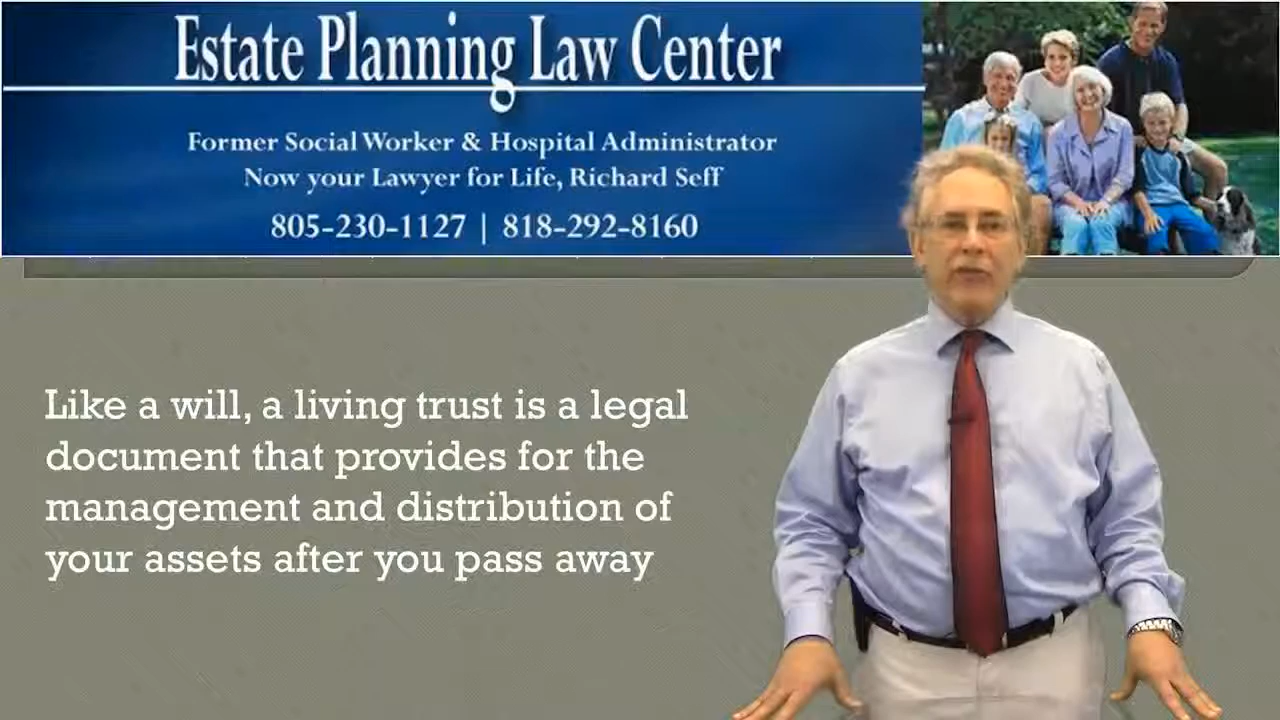 Estate Planning Law Center
Former Social Worker & Hospital Administrator
Now your Lawyer for Life, Richard Seff
805-230-1127 | 818-292-8160
Like a will, a living trust is a legal
document that provides for the
management and distribution of
your assets after you pass away